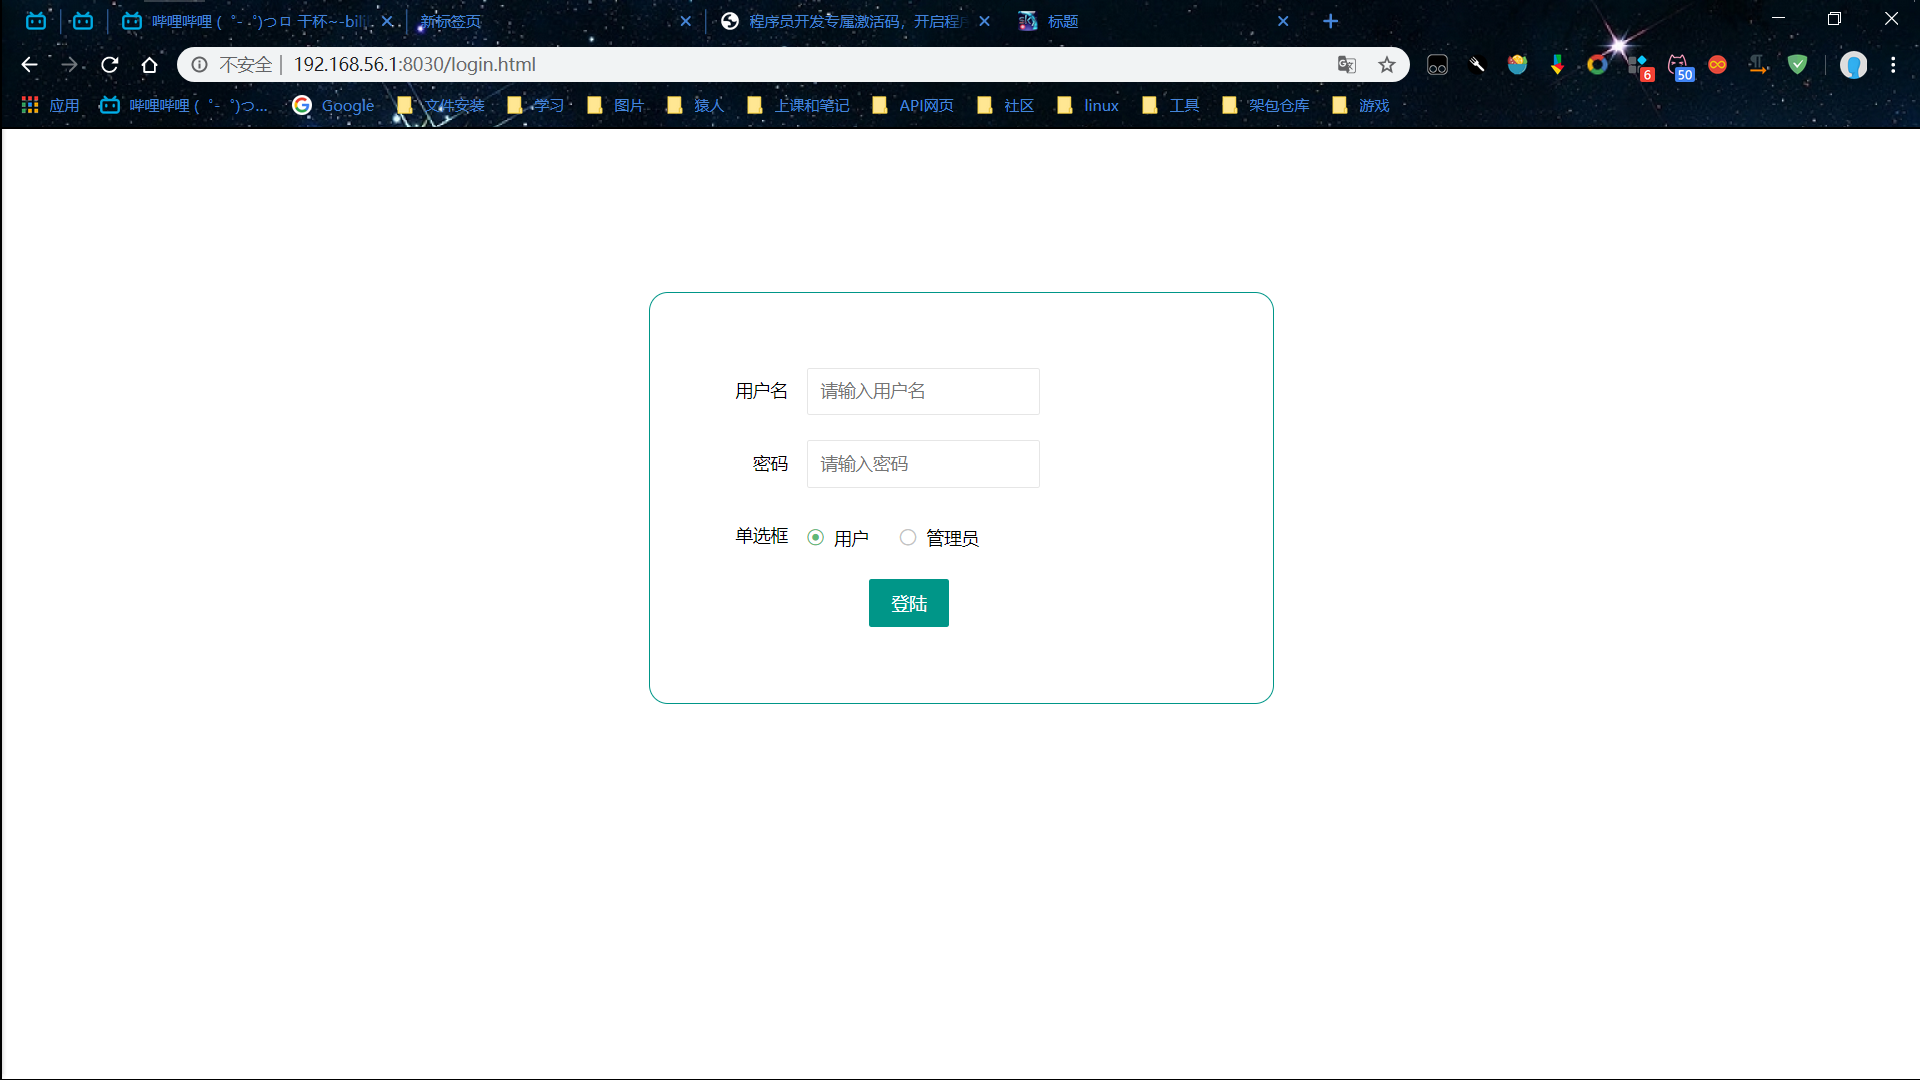 哔哩哔哩 ( ゜- ゜)つロ 干杯~-bili
新标签页
程序员开发专属激活码，开启程
标题
不安全 | 192.168.56.1:8030/login.html
6
50
应用
哔哩哔哩 ( ゜- ゜)つ...
Google
文件安装
学习
图片
猿人
上课和笔记
API网页
社区
linux
工具
架包仓库
游戏
用户名 请输入用户名
密码 请输入密码
单选框 用户 管理员
登陆